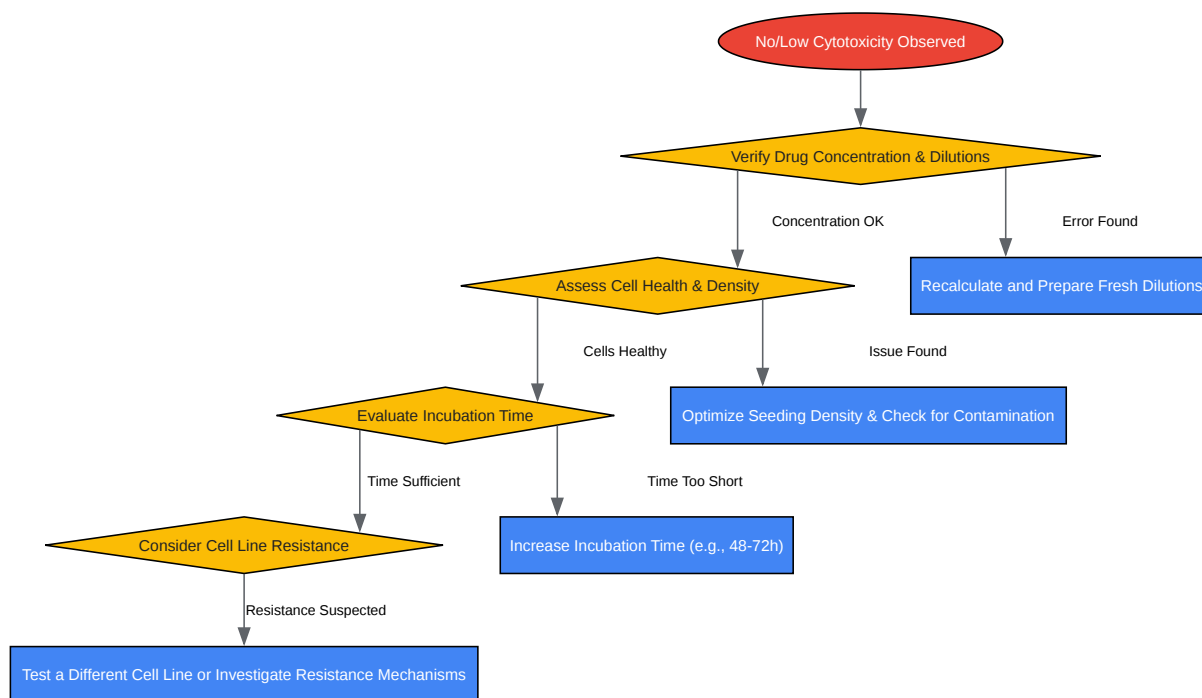 No/Low Cytotoxicity Observed
Verify Drug Concentration & Dilutions
Concentration OK
Error Found
Assess Cell Health & Density
Recalculate and Prepare Fresh Dilutions
Cells Healthy
Issue Found
Evaluate Incubation Time
Optimize Seeding Density & Check for Contamination
Time Sufficient
Time Too Short
Consider Cell Line Resistance
Increase Incubation Time (e.g., 48-72h)
Resistance Suspected
Test a Different Cell Line or Investigate Resistance Mechanisms